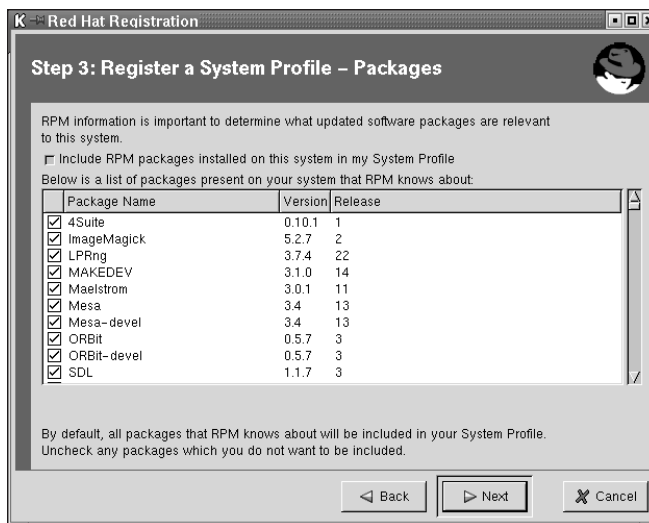 Red Hat Registration
Step 3: Register a System Profile – Packages
RPM information is important to determine what updated software packages are relevant
to this system.
Include RPM packages installed on this system in my System Profile
Below is a list of packages present on your system that RPM knows about:
Package Name Version Release
4Suite 0.10.1 1
ImageMagick 5.2.7 2
LPRng 3.7.4 22
MAKEDEV 3.1.0 14
Maelstrom 3.0.1 11
Mesa 3.4 13
Mesa-devel 3.4 13
ORBit 0.5.7 3
ORBit-devel 0.5.7 3
SDL 1.1.7 3
By default, all packages that RPM knows about will be included in your System Profile.
Uncheck any packages which you do not want to be included.
Back Next Cancel